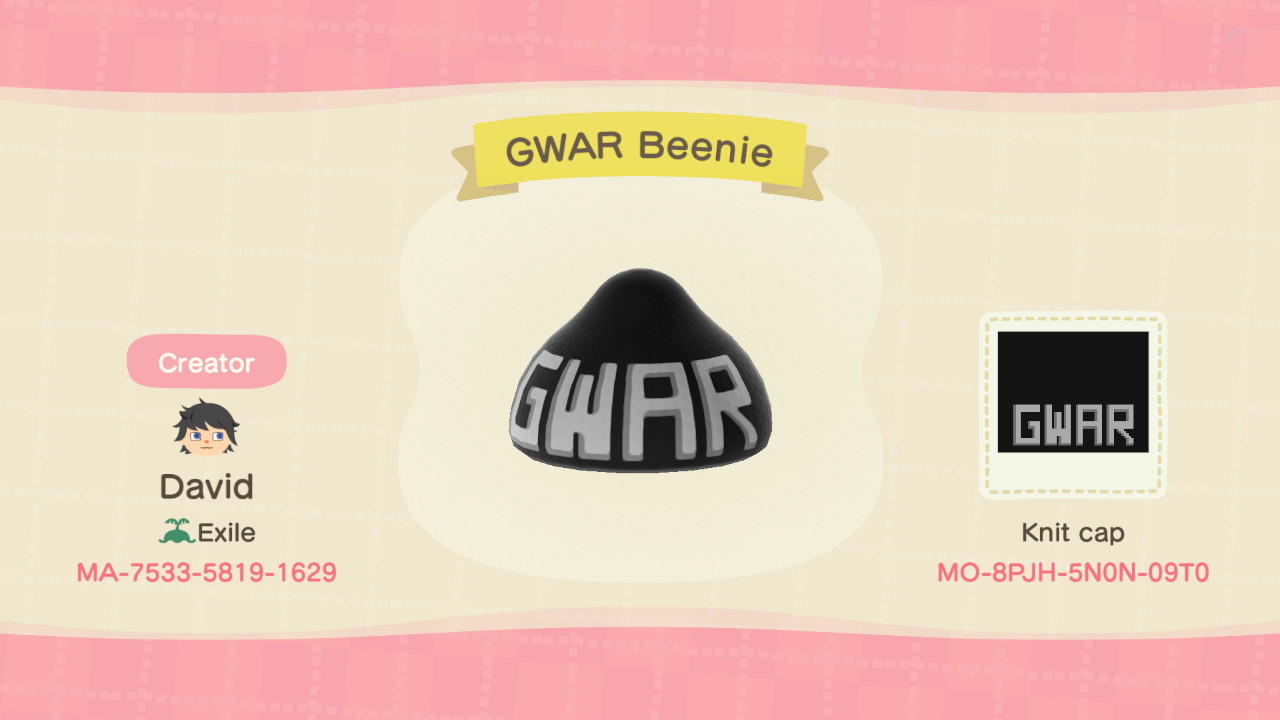 GWAR Beenie
GWAR
Creator
David
Exile
MA-7533-5819-1629
GWAR
Knit cap
MO-8PJH-5N0N-09T0